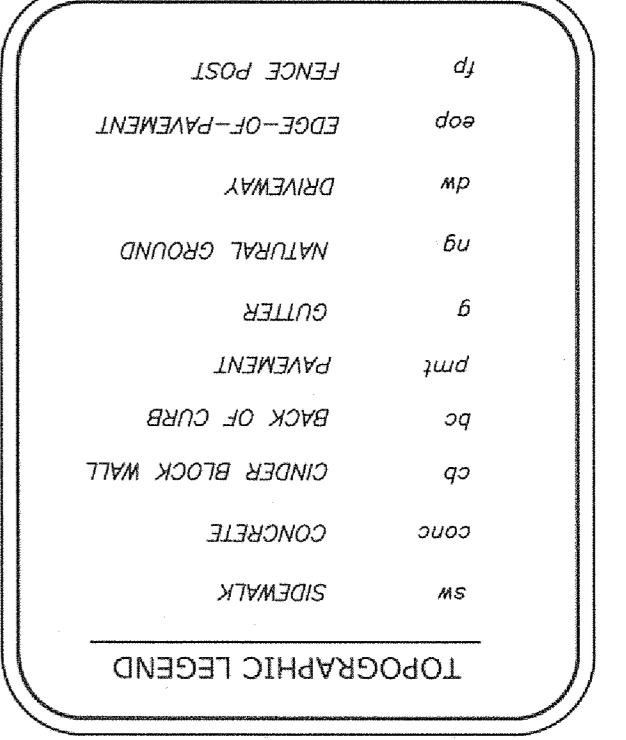 TOPOGRAPHIC LEGEND
sw SIDEWALK
conc CONCRETE
cb CINDER BLOCK WALL
bc BACK OF CURB
pmt PAVEMENT
g GUTTER
ng NATURAL GROUND
dw DRIVEWAY
eop EDGE-OF-PAVEMENT
fp FENCE POST